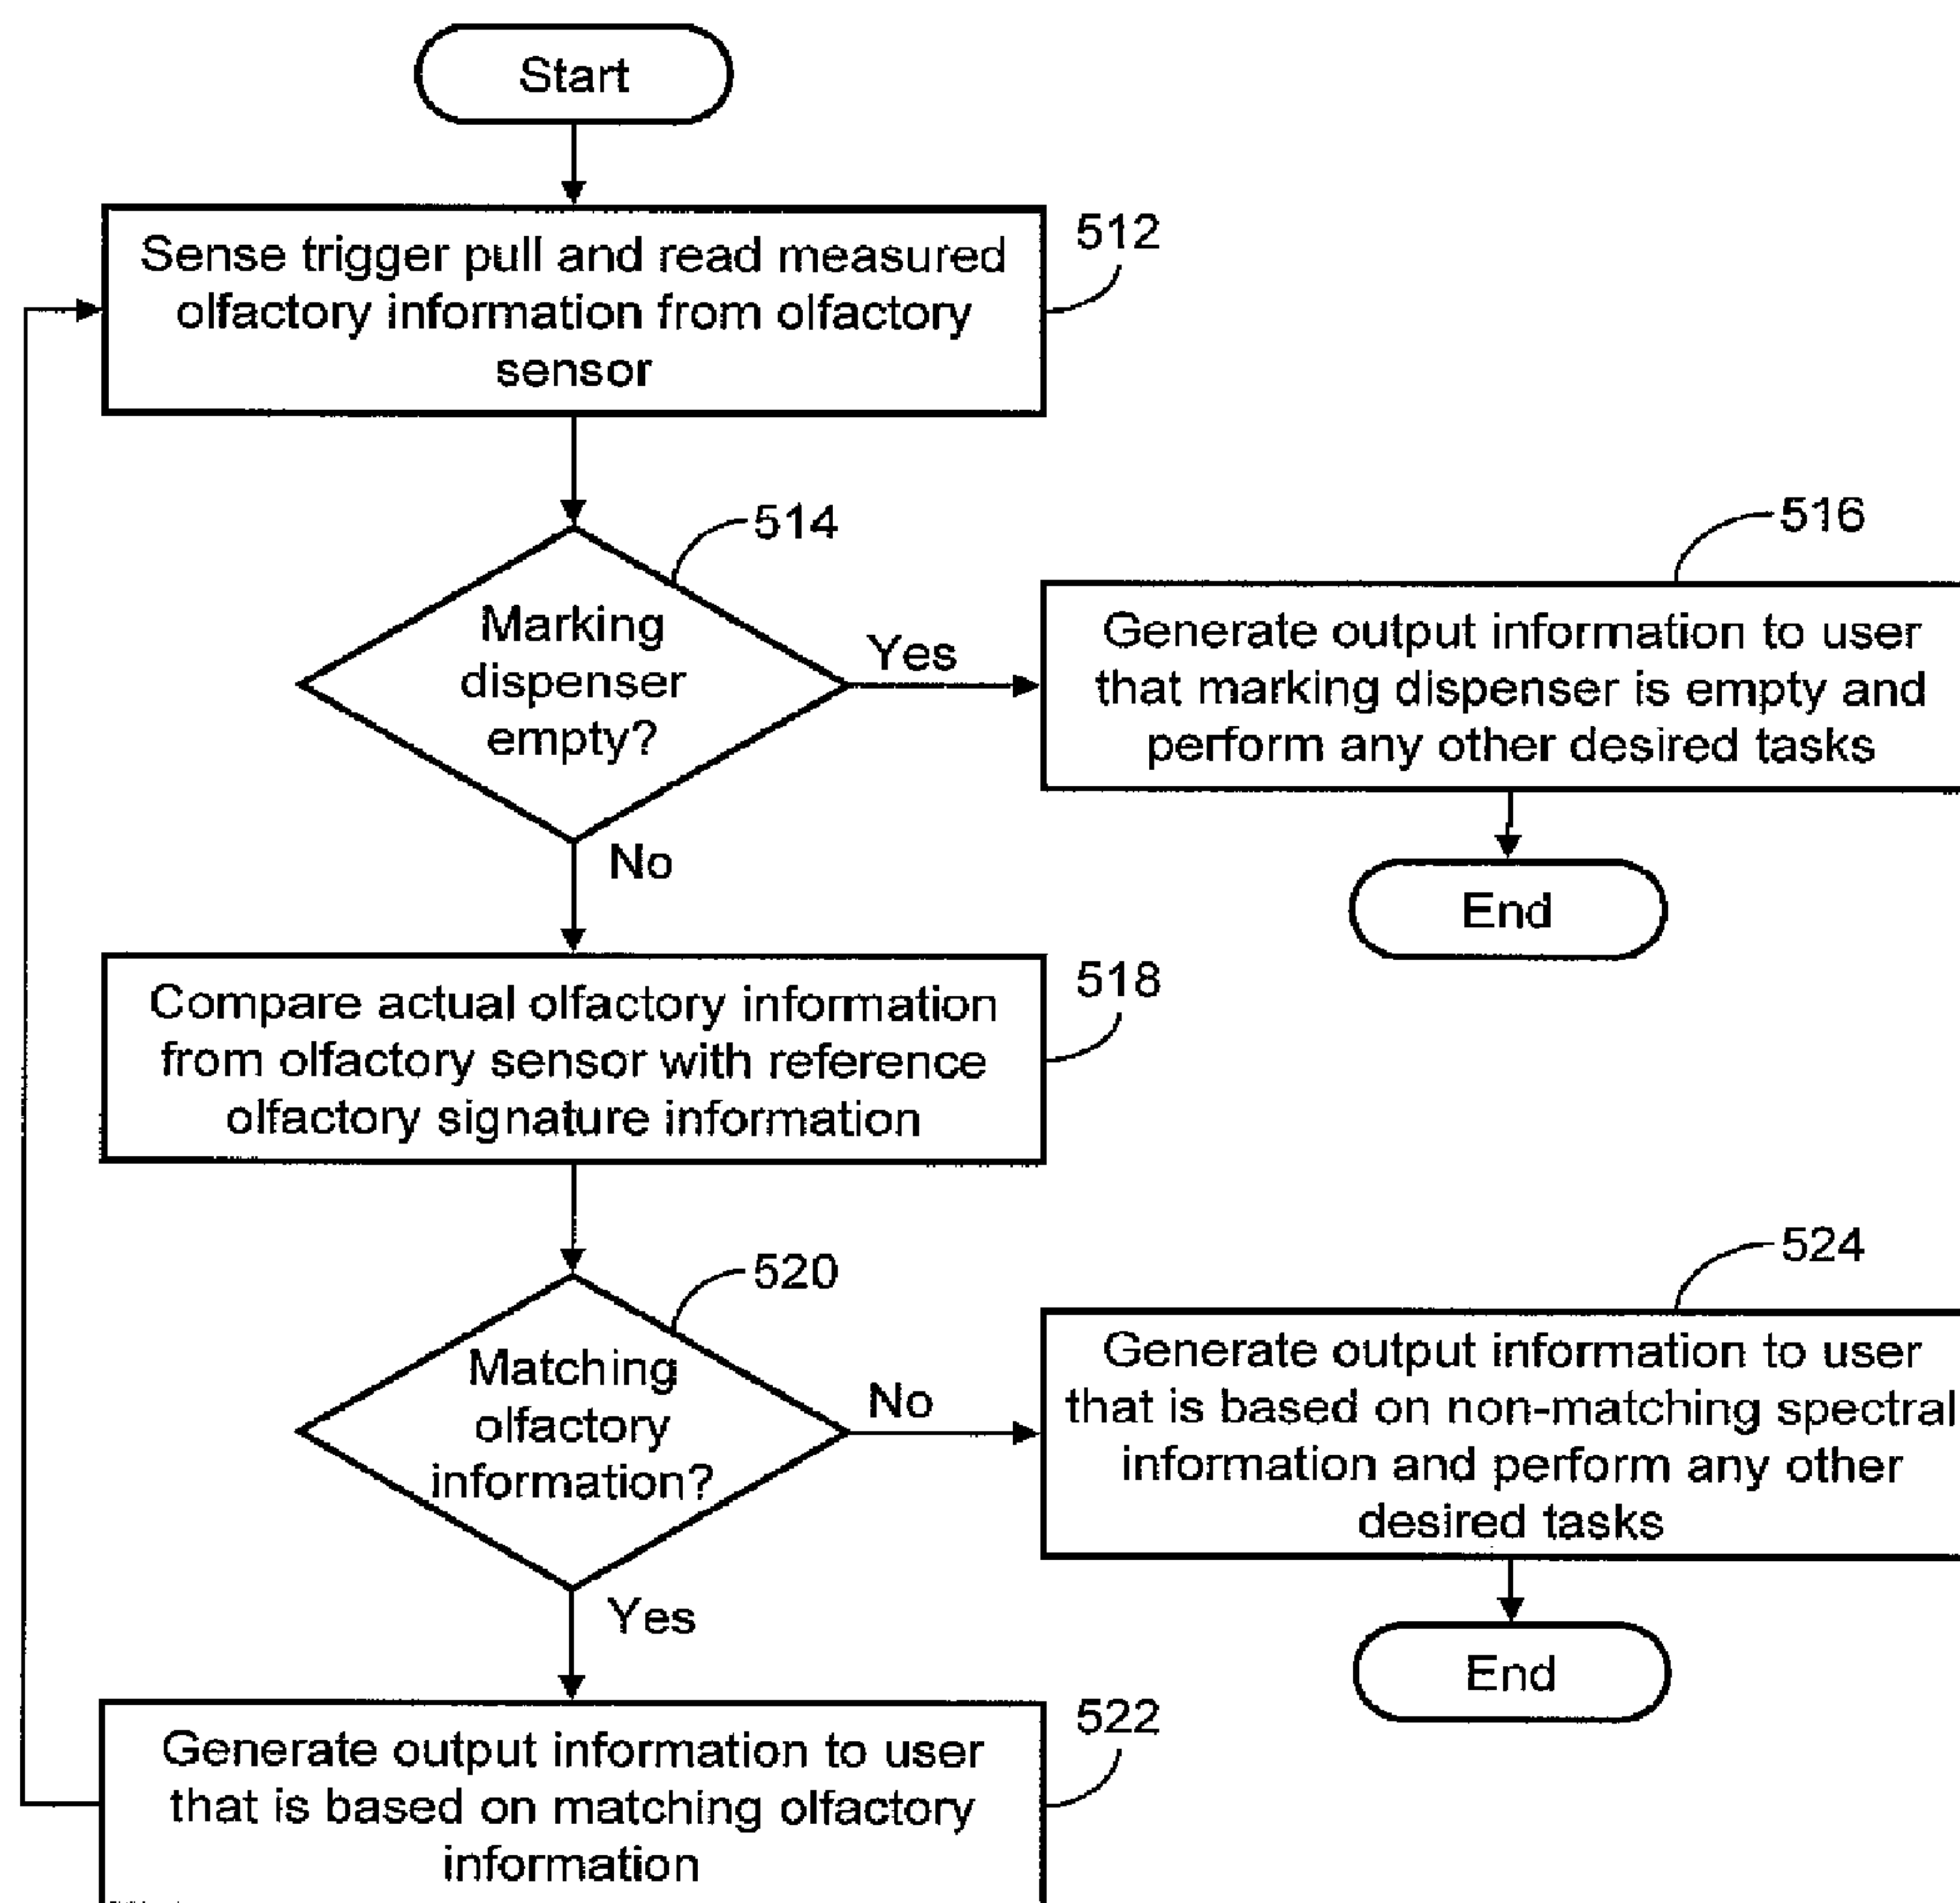 Start
Sense trigger pull and read measured
olfactory information from olfactory
sensor
512
514
Marking
dispenser
empty?
Yes
No
516
Generate output information to user
that marking dispenser is empty and
perform any other desired tasks
End
Compare actual olfactory information
from olfactory sensor with reference
olfactory signature information
518
520
Matching
olfactory
information?
No
Yes
524
Generate output information to user
that is based on non-matching spectral
information and perform any other
desired tasks
End
Generate output information to user
that is based on matching olfactory
information
522